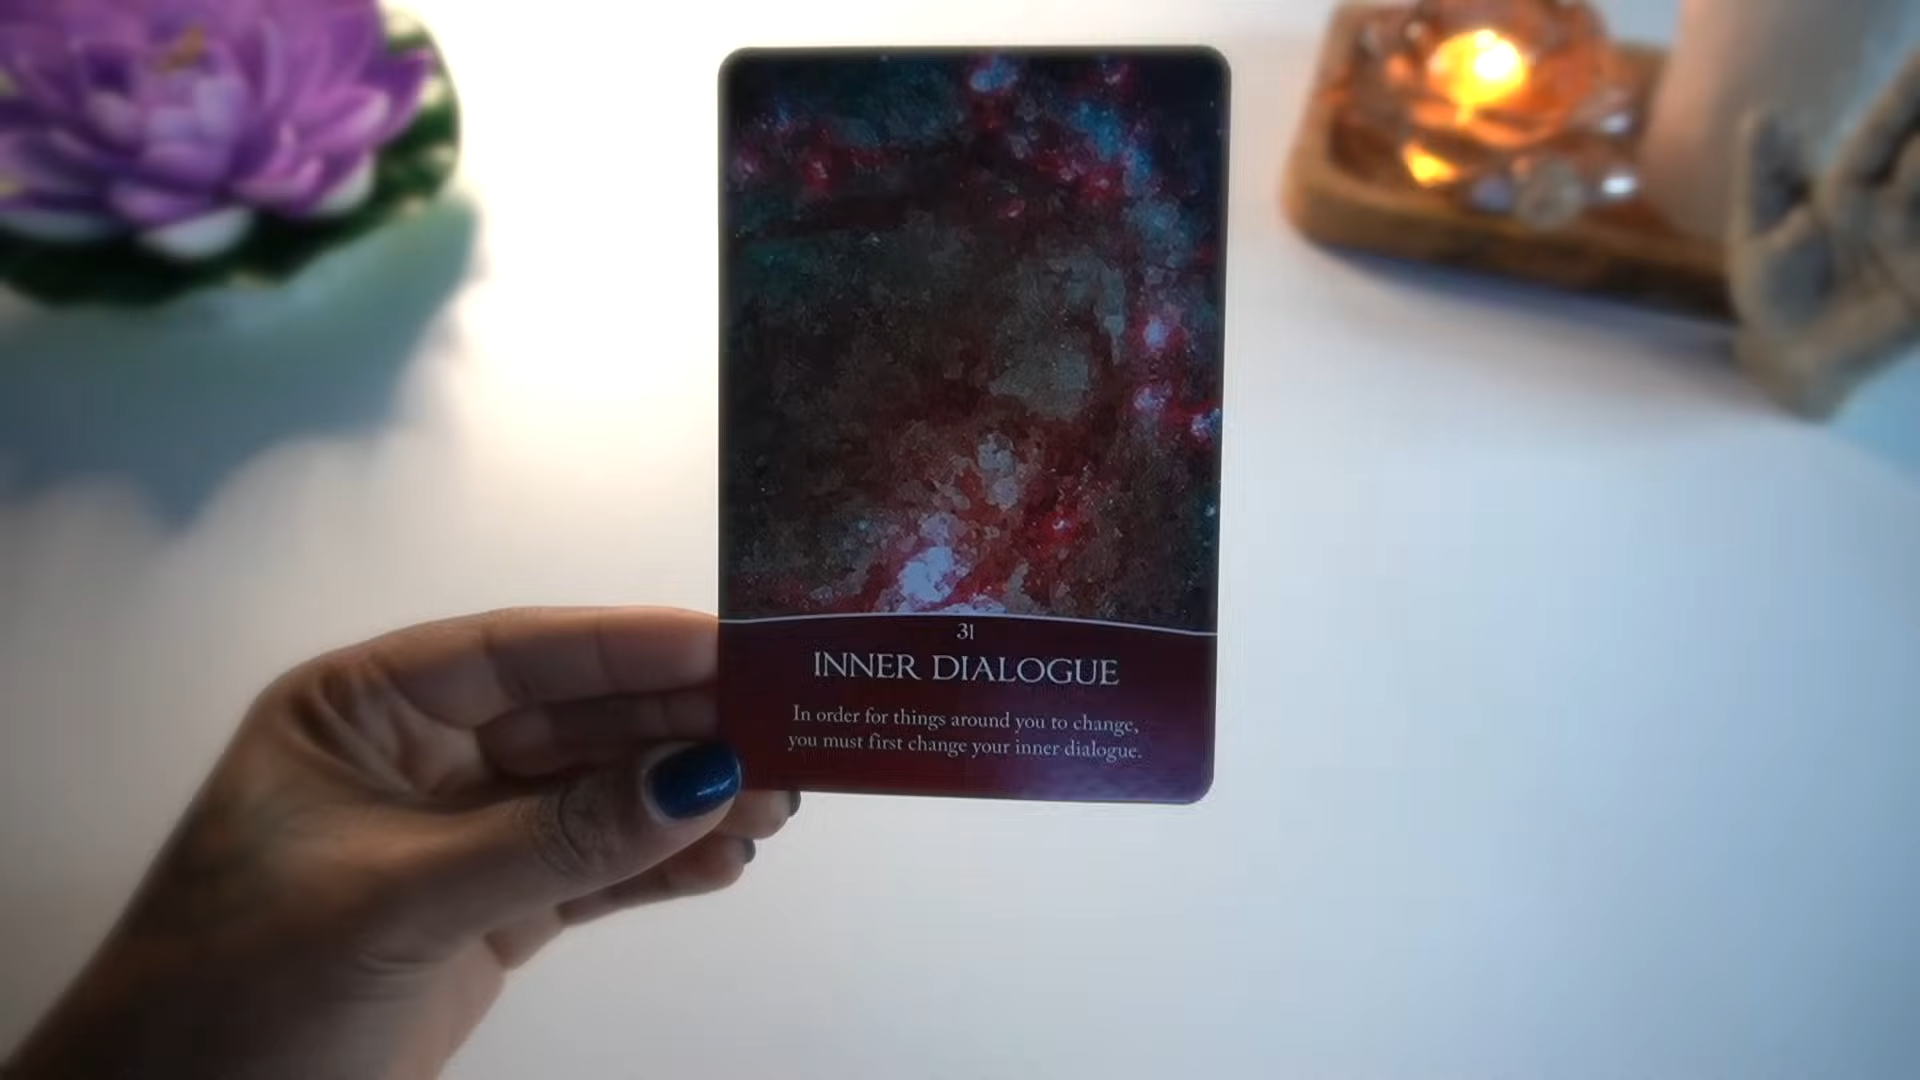 31
INNER DIALOGUE
In order for things around you to change,
you must first change your inner dialogue.